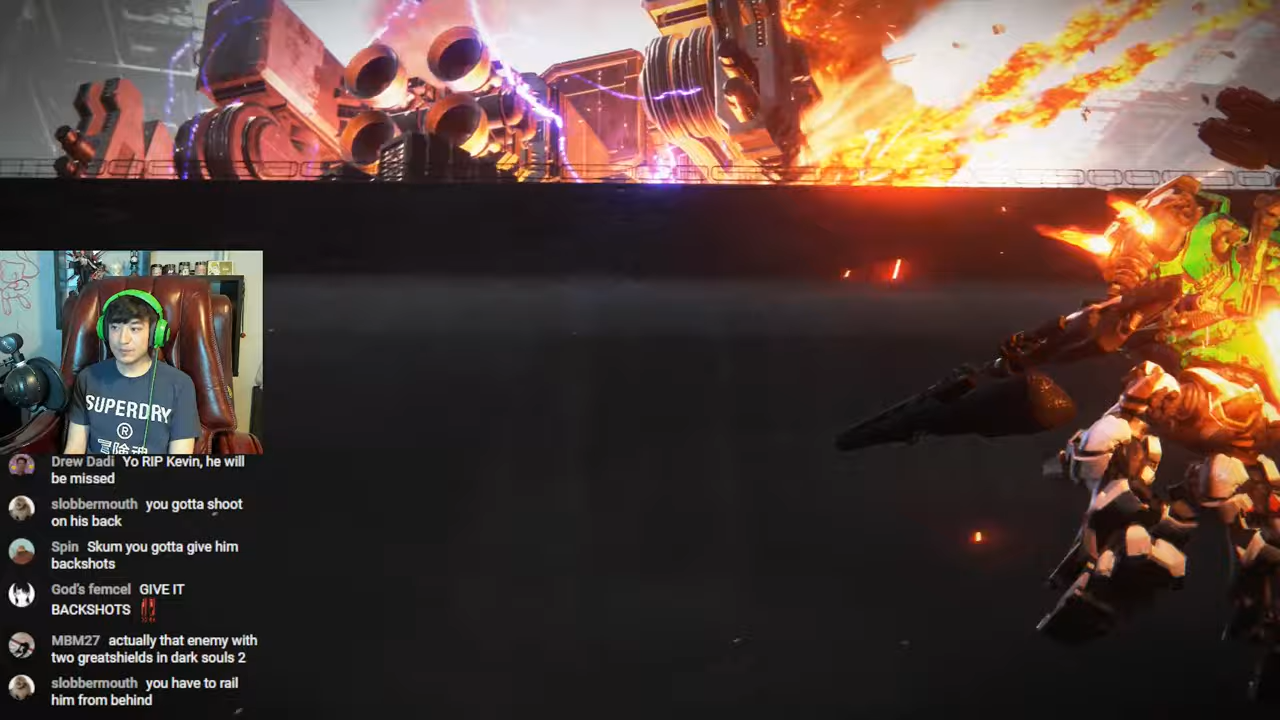 SUPERDRY
®
Drew Dadi Yo RIP Kevin, he will
be missed
slobbermouth you gotta shoot
on his back
Spin Skum you gotta give him
backshots
God's femcel GIVE IT
BACKSHOTS
MBM27 actually that enemy with
two greatshields in dark souls 2
slobbermouth you have to rail
him from behind